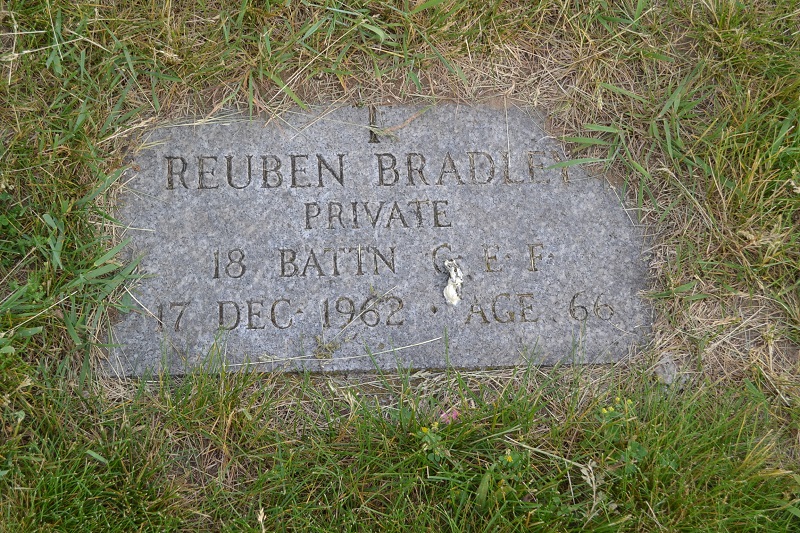 REUBEN BRADLEY
PRIVATE
18 BATTN C·E·F·
17 DEC· 1962 · AGE 66